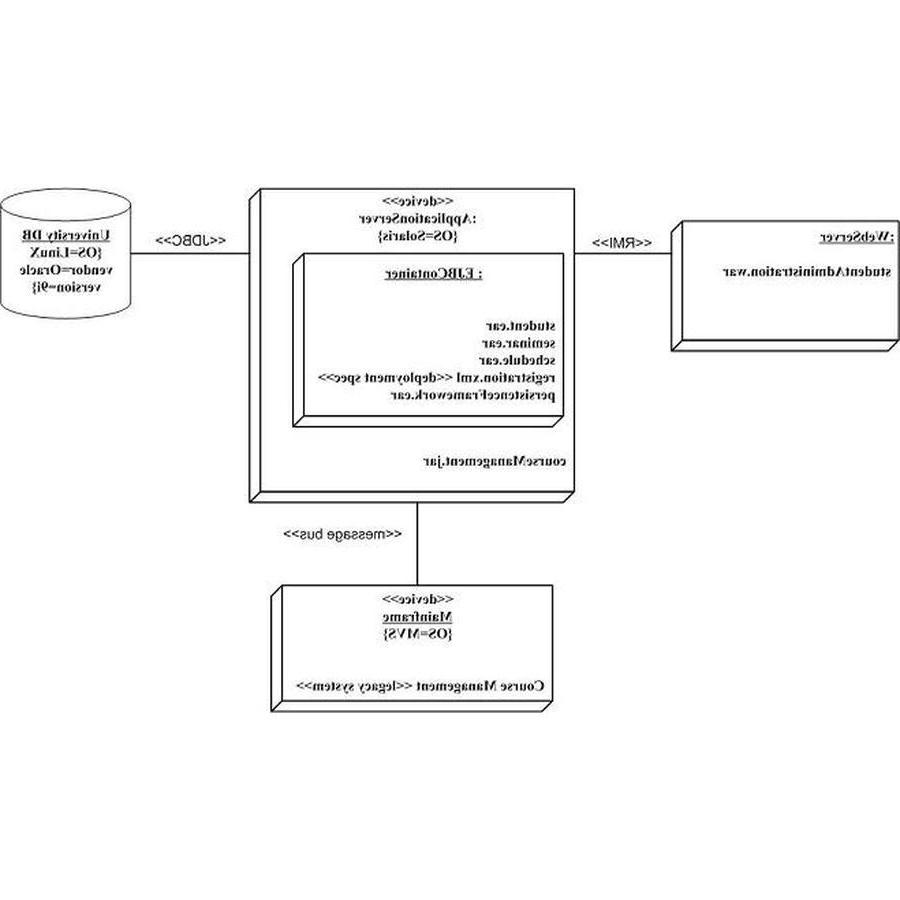 <<device>>
:ApplicationServer
{OS=Solaris}
: EJBContainer
student.ear
seminar.ear
schedule.ear
registration.xml <<deployment spec>>
persistenceFramework.ear
courseManagement.jar
:WebServer
studentAdministration.war
<<RMI>>
<<JDBC>>
University DB
{OS=LinuX
vendor=Oracle
version=9i}
<<message bus>>
<<device>>
Mainframe
{OS=MVS}
Course Management <<legacy system>>